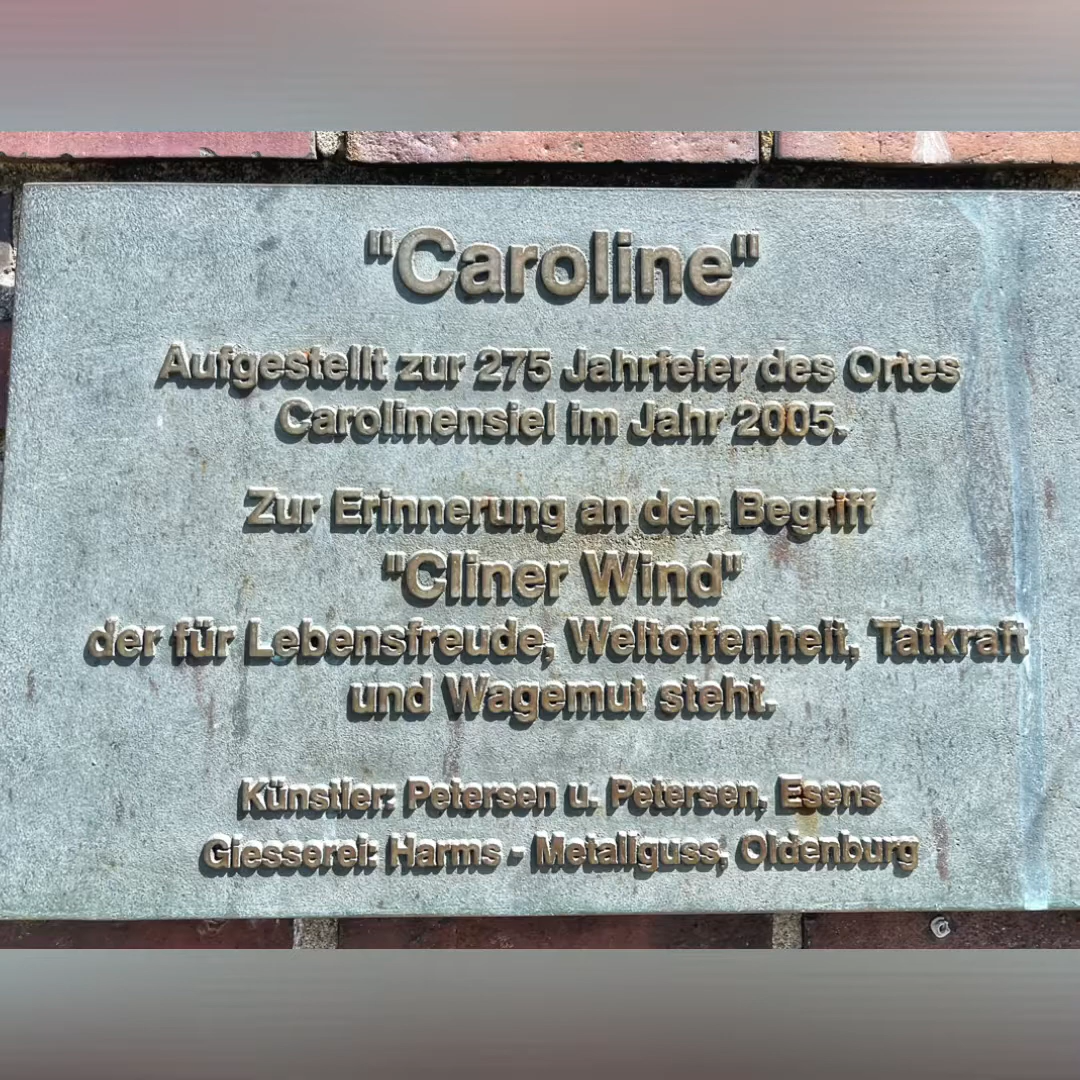 "Caroline"
Aufgestellt zur 275 Jahrfeier des Ortes
Carolinensiel im Jahr 2005.
Zur Erinnerung an den Begriff
"Cliner Wind"
der für Lebensfreude, Weltoffenheit, Tatkraft
und Wagemut steht.
Künstler: Petersen u. Petersen, Esens
Giesserei: Harms - Metallguss, Oldenburg